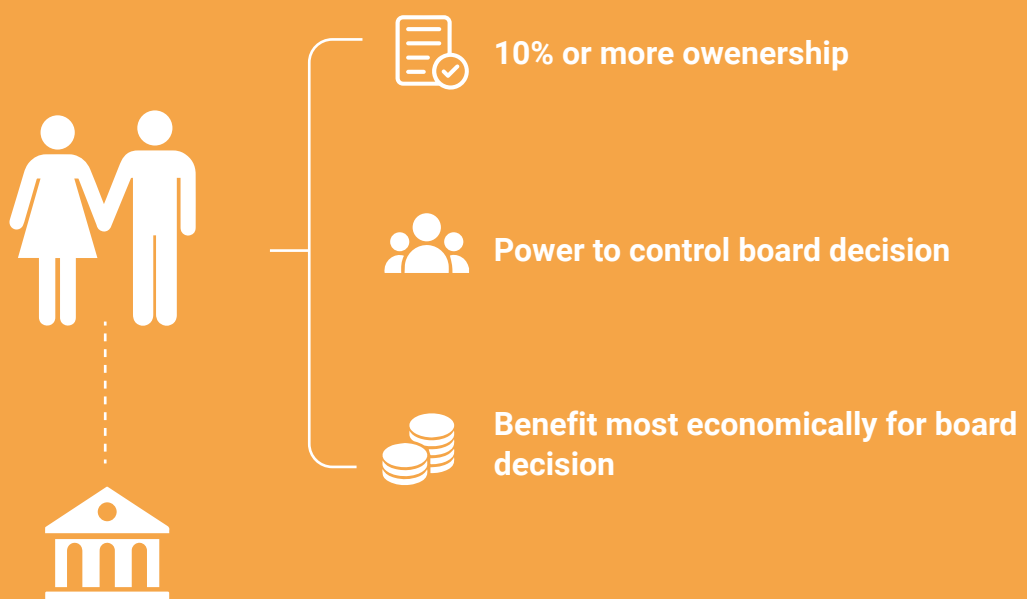 10% or more owenership
Power to control board decision
Benefit most economically for board
decision